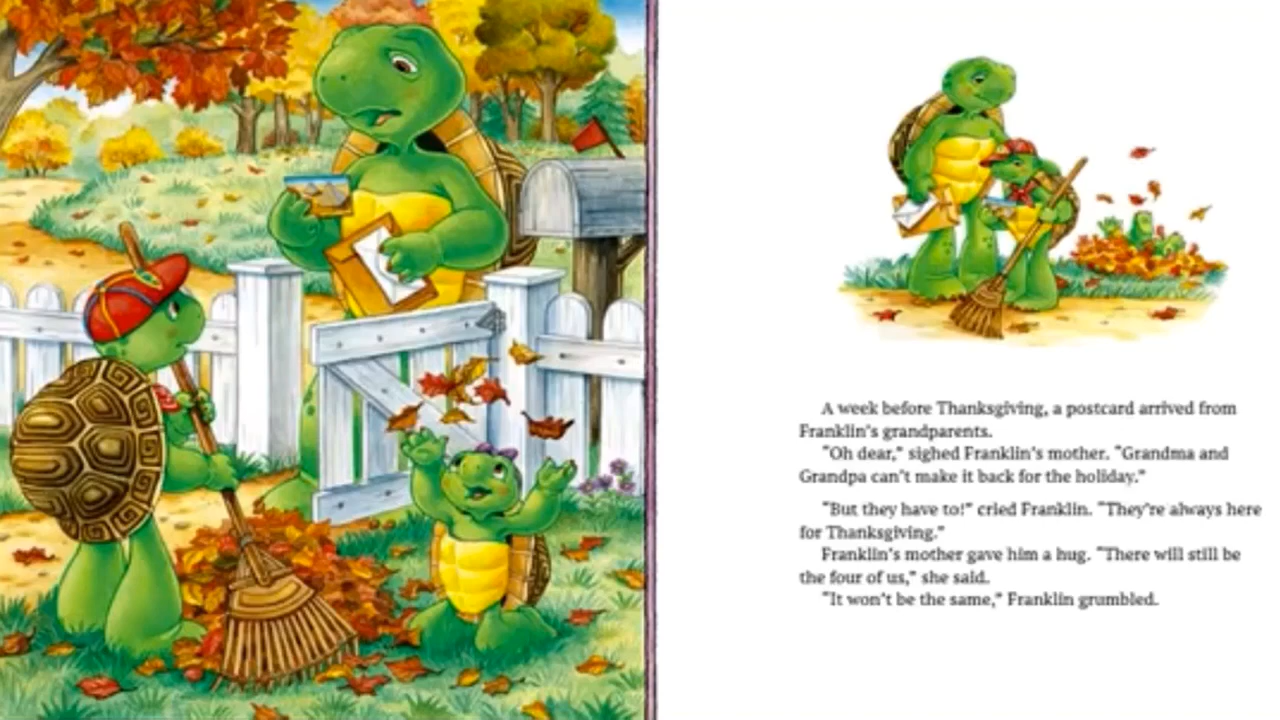 A week before Thanksgiving, a postcard arrived from
Franklin's grandparents.
"Oh dear," sighed Franklin's mother. "Grandma and
Grandpa can't make it back for the holiday."
"But they have to!" cried Franklin. "They're always here
for Thanksgiving."
Franklin's mother gave him a hug. "There will still be
the four of us," she said.
"It won't be the same," Franklin grumbled.